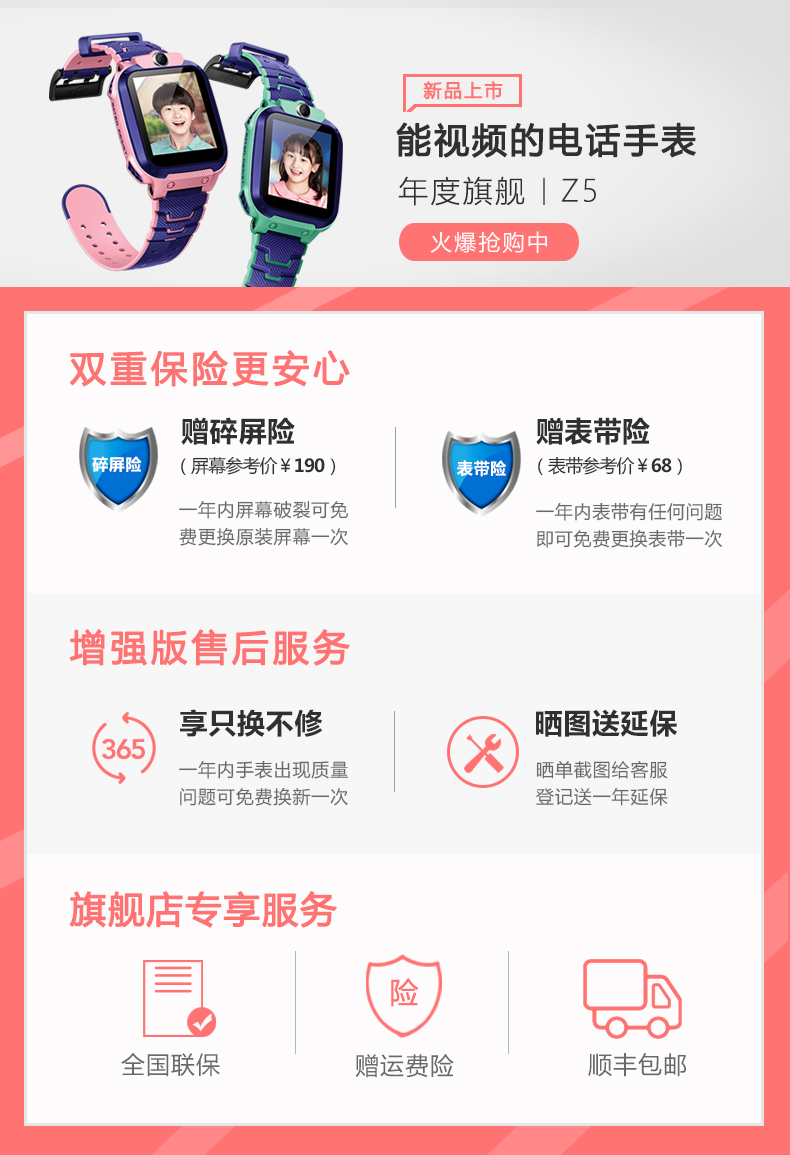 新品上市
能视频的电话手表
年度旗舰 | Z5
火爆抢购中
双重保险更安心
碎屏险
赠碎屏险
(屏幕参考价¥190)
一年内屏幕破裂可免
费更换原装屏幕一次
表带险
赠表带险
(表带参考价¥68)
一年内表带有任何问题
即可免费更换表带一次
增强版售后服务
365
享只换不修
一年内手表出现质量
问题可免费换新一次
晒图送延保
晒单截图给客服
登记送一年延保
旗舰店专享服务
全国联保
险
赠运费险
顺丰包邮